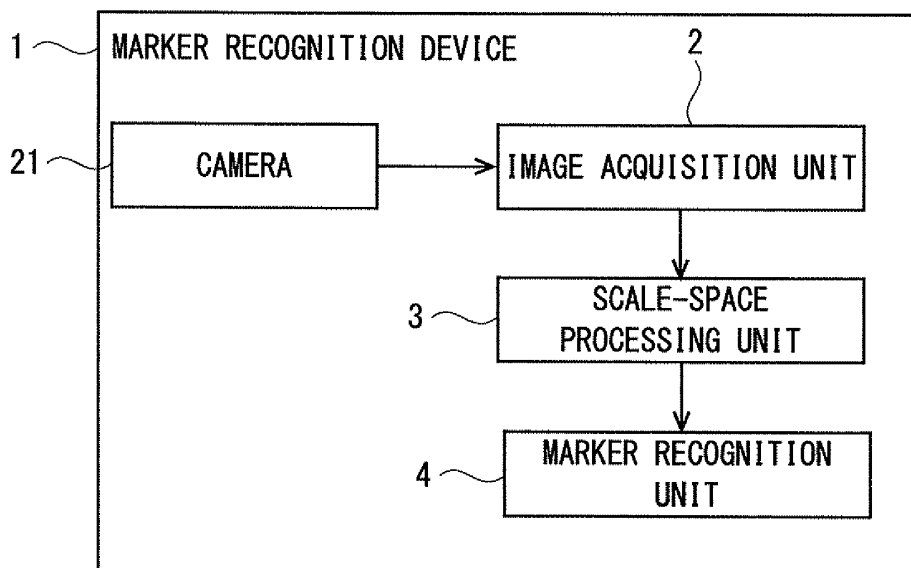 1
MARKER RECOGNITION DEVICE
2
21
CAMERA
IMAGE ACQUISITION UNIT
3
SCALE-SPACE
PROCESSING UNIT
4
MARKER RECOGNITION
UNIT